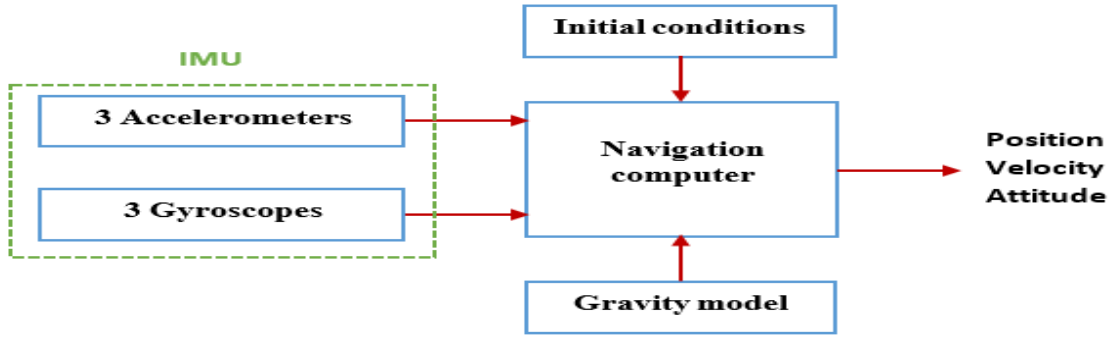 Initial conditions
IMU
3 Accelerometers
3 Gyroscopes
Navigation
computer
Position
Velocity
Attitude
Gravity model